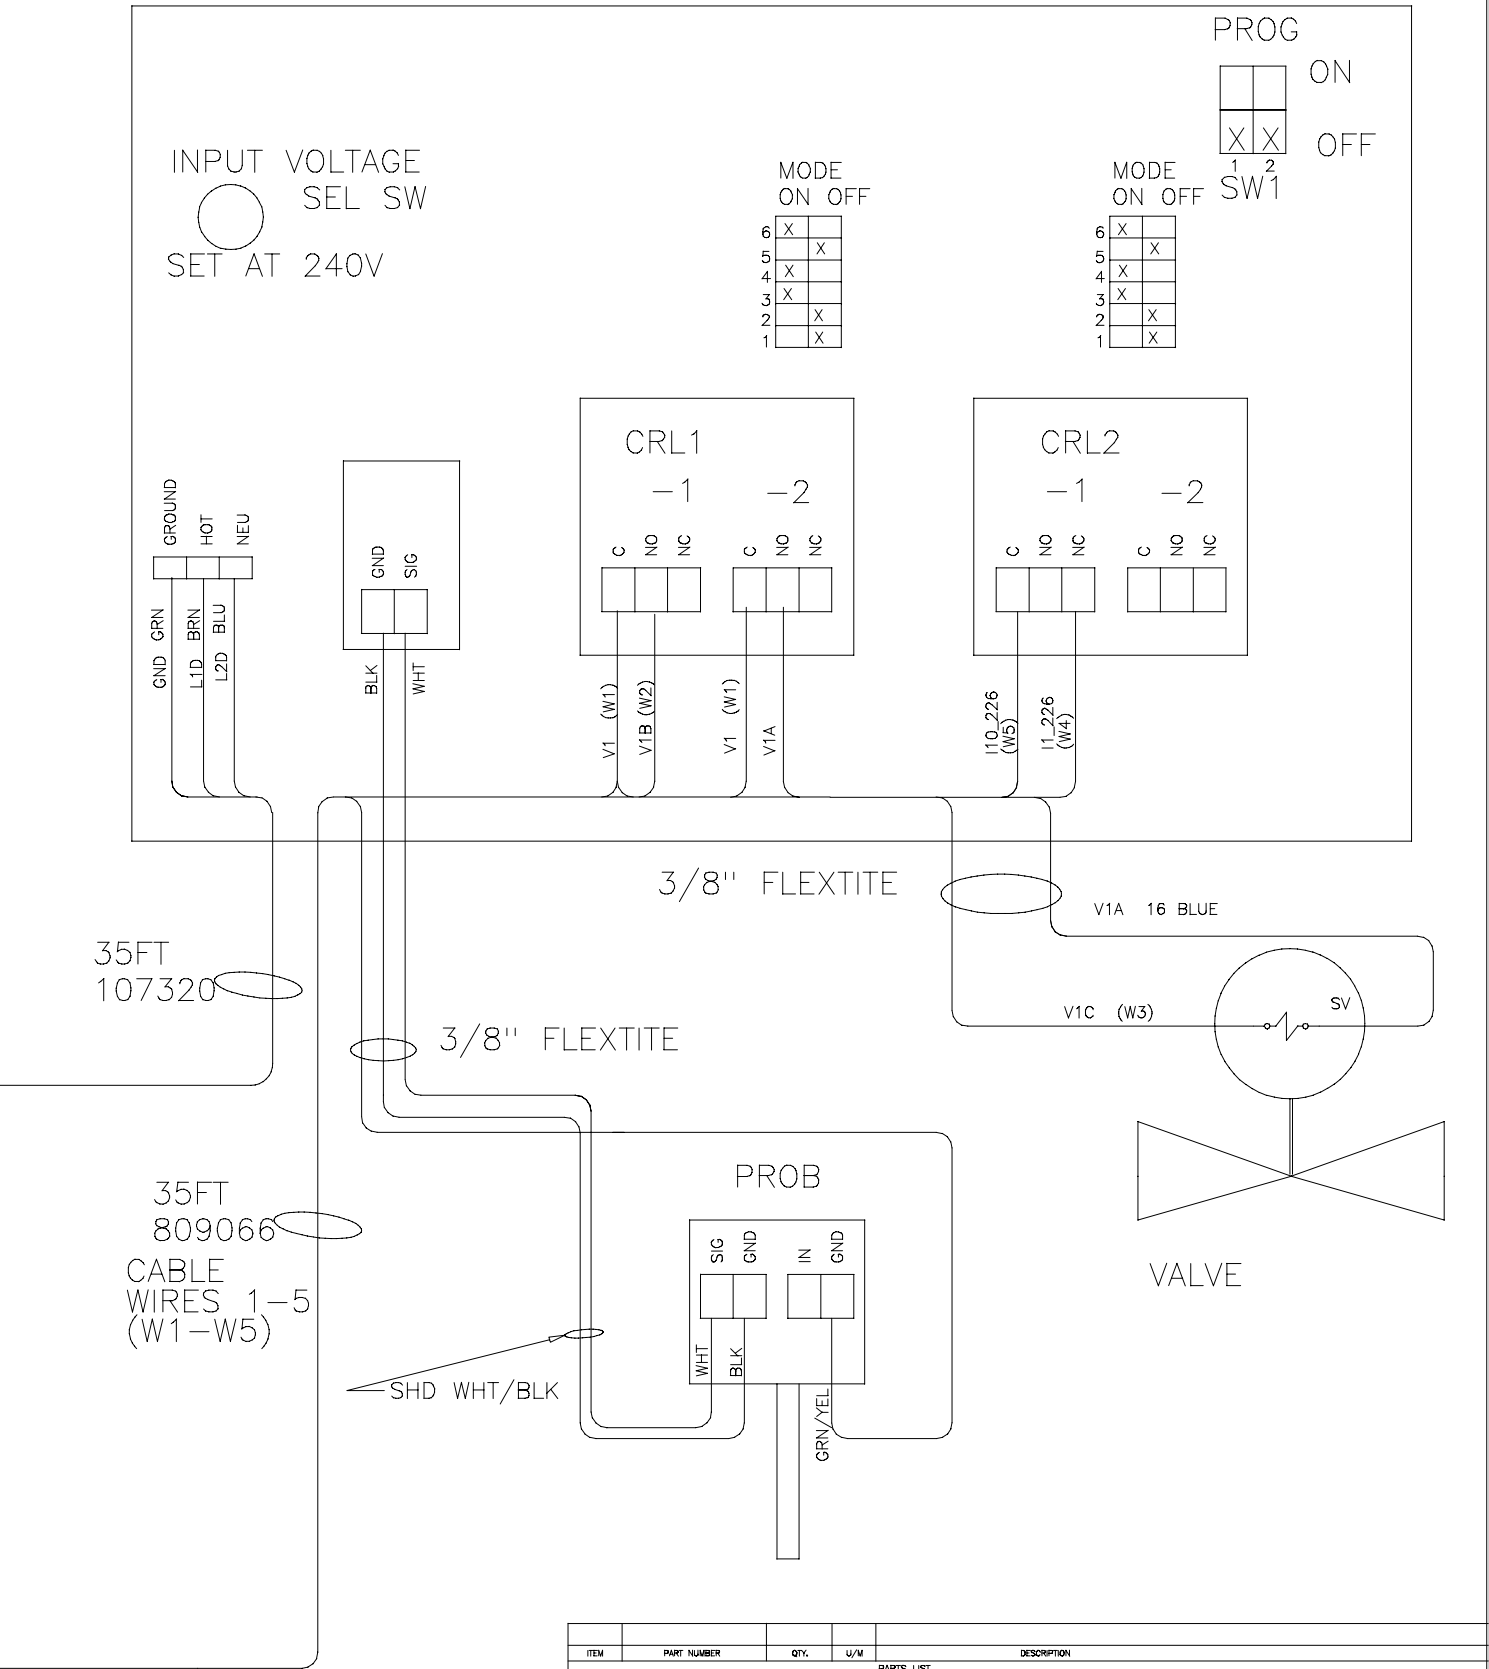 PROG
ON
OFF
X X
1 2
SW1
INPUT VOLTAGE
SEL SW
SET AT 240V
MODE
ON OFF
6 X
5 X
4 X
3 X
2 X
1 X
MODE
ON OFF
6 X
5 X
4 X
3 X
2 X
1 X
CRL1
-1 -2
C NO NC C NO NC
CRL2
-1 -2
C NO NC C NO NC
GROUND
HOT
NEU
GND
SIG
GND GRN
L1D BRN
L2D BLU
BLK
WHT
V1 (W1)
V1B (W2)
V1 (W1)
V1A
I10_226
(W5)
I1_226
(W4)
3/8" FLEXTITE
V1A 16 BLUE
35FT
107320
V1C (W3)
SV
3/8" FLEXTITE
VALVE
PROB
SIG
GND
IN
GND
35FT
809066
CABLE
WIRES 1-5
(W1-W5)
WHT
BLK
GRN/YEL
SHD WHT/BLK
ITEM PART NUMBER QTY. U/M DESCRIPTION
PARTS LIST